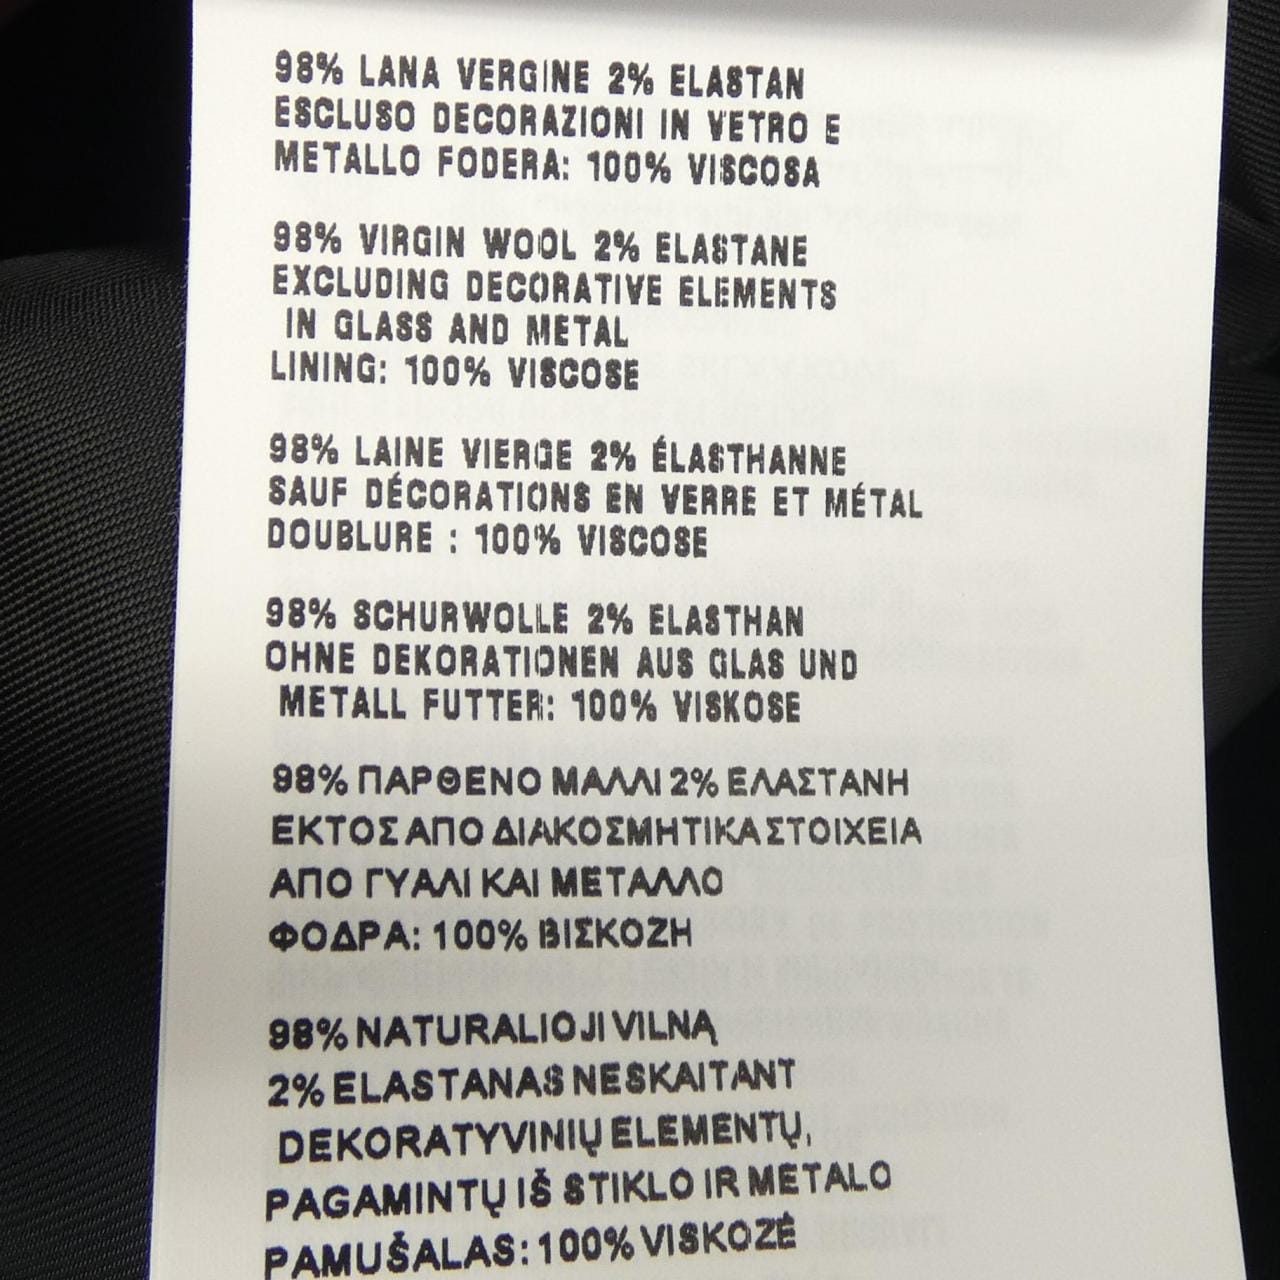 98% LANA VERGINE 2% ELASTAN
ESCLUSO DECORAZIONI IN VETRO E
METALLO FODERA: 100% VISCOSA
98% VIRGIN WOOL 2% ELASTANE
EXCLUDING DECORATIVE ELEMENTS
IN GLASS AND METAL
LINING: 100% VISCOSE
98% LAINE VIERGE 2% ÉLASTHANNE
SAUF DÉCORATIONS EN VERRE ET MÉTAL
DOUBLURE : 100% VISCOSE
98% SCHURWOLLE 2% ELASTHAN
OHNE DEKORATIONEN AUS GLAS UND
METALL FUTTER: 100% VISKOSE
98% ΠΑΡΘΕΝΟ ΜΑΛΛΙ 2% ΕΛΑΣΤΑΝΗ
ΕΚΤΟΣ ΑΠΟ ΔΙΑΚΟΣΜΗΤΙΚΑ ΣΤΟΙΧΕΙΑ
ΑΠΟ ΓΥΑΛΙ ΚΑΙ ΜΕΤΑΛΛΟ
ΦΟΔΡΑ: 100% ΒΙΣΚΟΖΗ
98% NATURALIOJI VILNĄ
2% ELASTANAS NESKAITANT
DEKORATYVINIŲ ELEMENTŲ,
PAGAMINTŲ IŠ STIKLO IR METALO
PAMUŠALAS: 100% VISKOZĖ